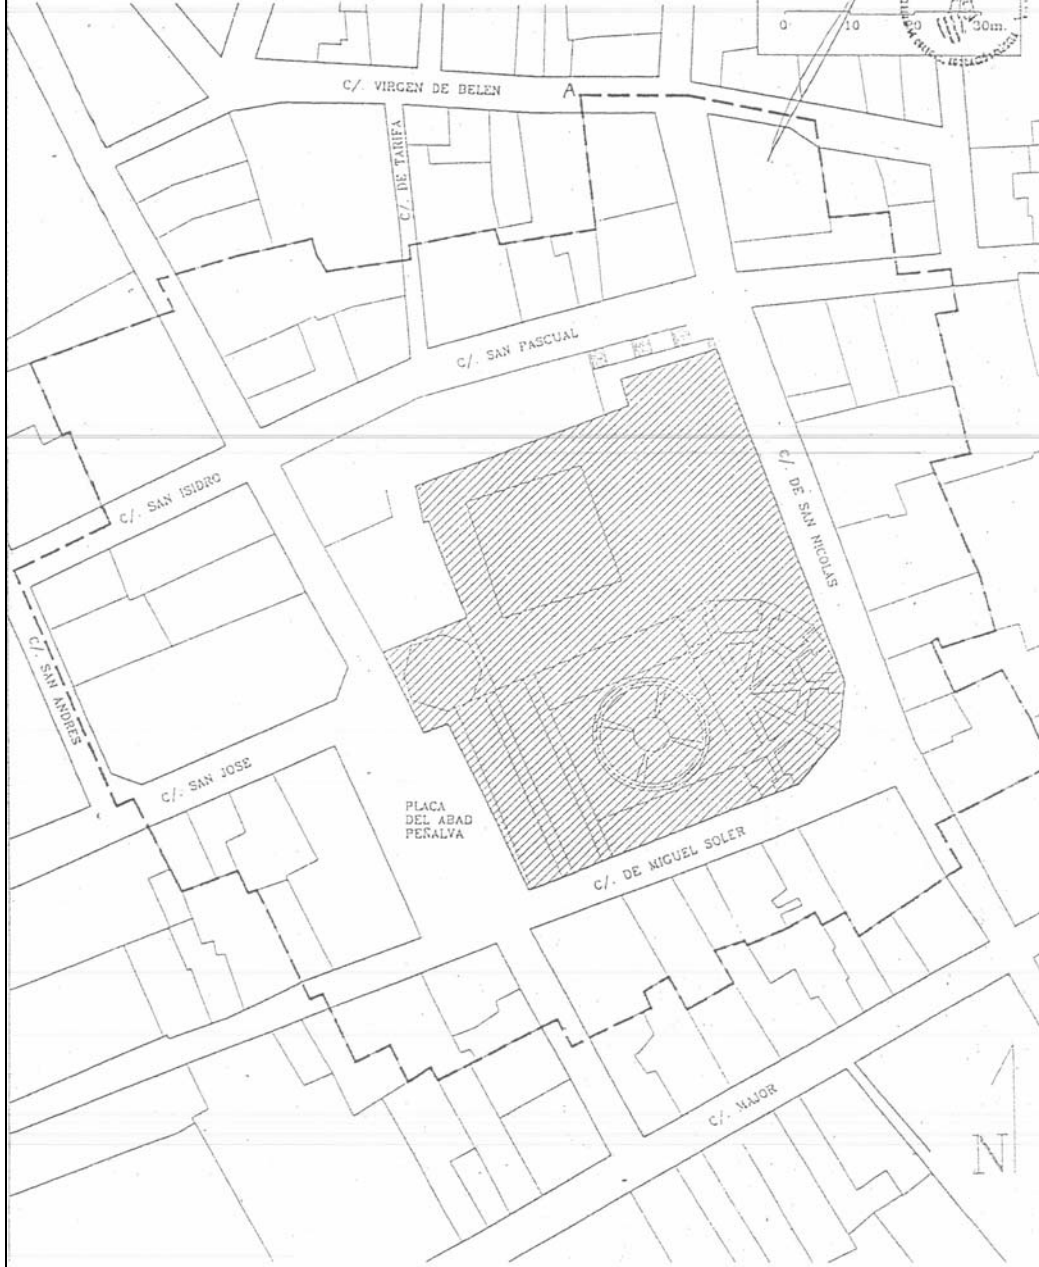 0 10 20 30m.
C/. VIRGEN DE BELEN
A
C/. DE TARIFA
C/. SAN PASCUAL
C/. SAN ISIDRO
C/. DE SAN NICOLAS
C/. SAN ANDRES
C/. SAN JOSE
PLACA
DEL ABAD
PEÑALVA
C/. DE MIGUEL SOLER
C/. MAJOR
N